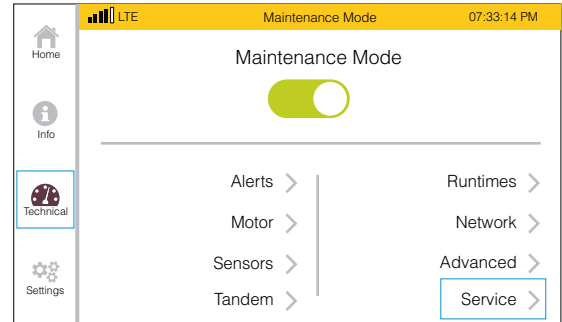 LTE Maintenance Mode 07:33:14 PM
Home
Info
Technical
Settings
Maintenance Mode
Alerts
Motor
Sensors
Tandem
Runtimes
Network
Advanced
Service